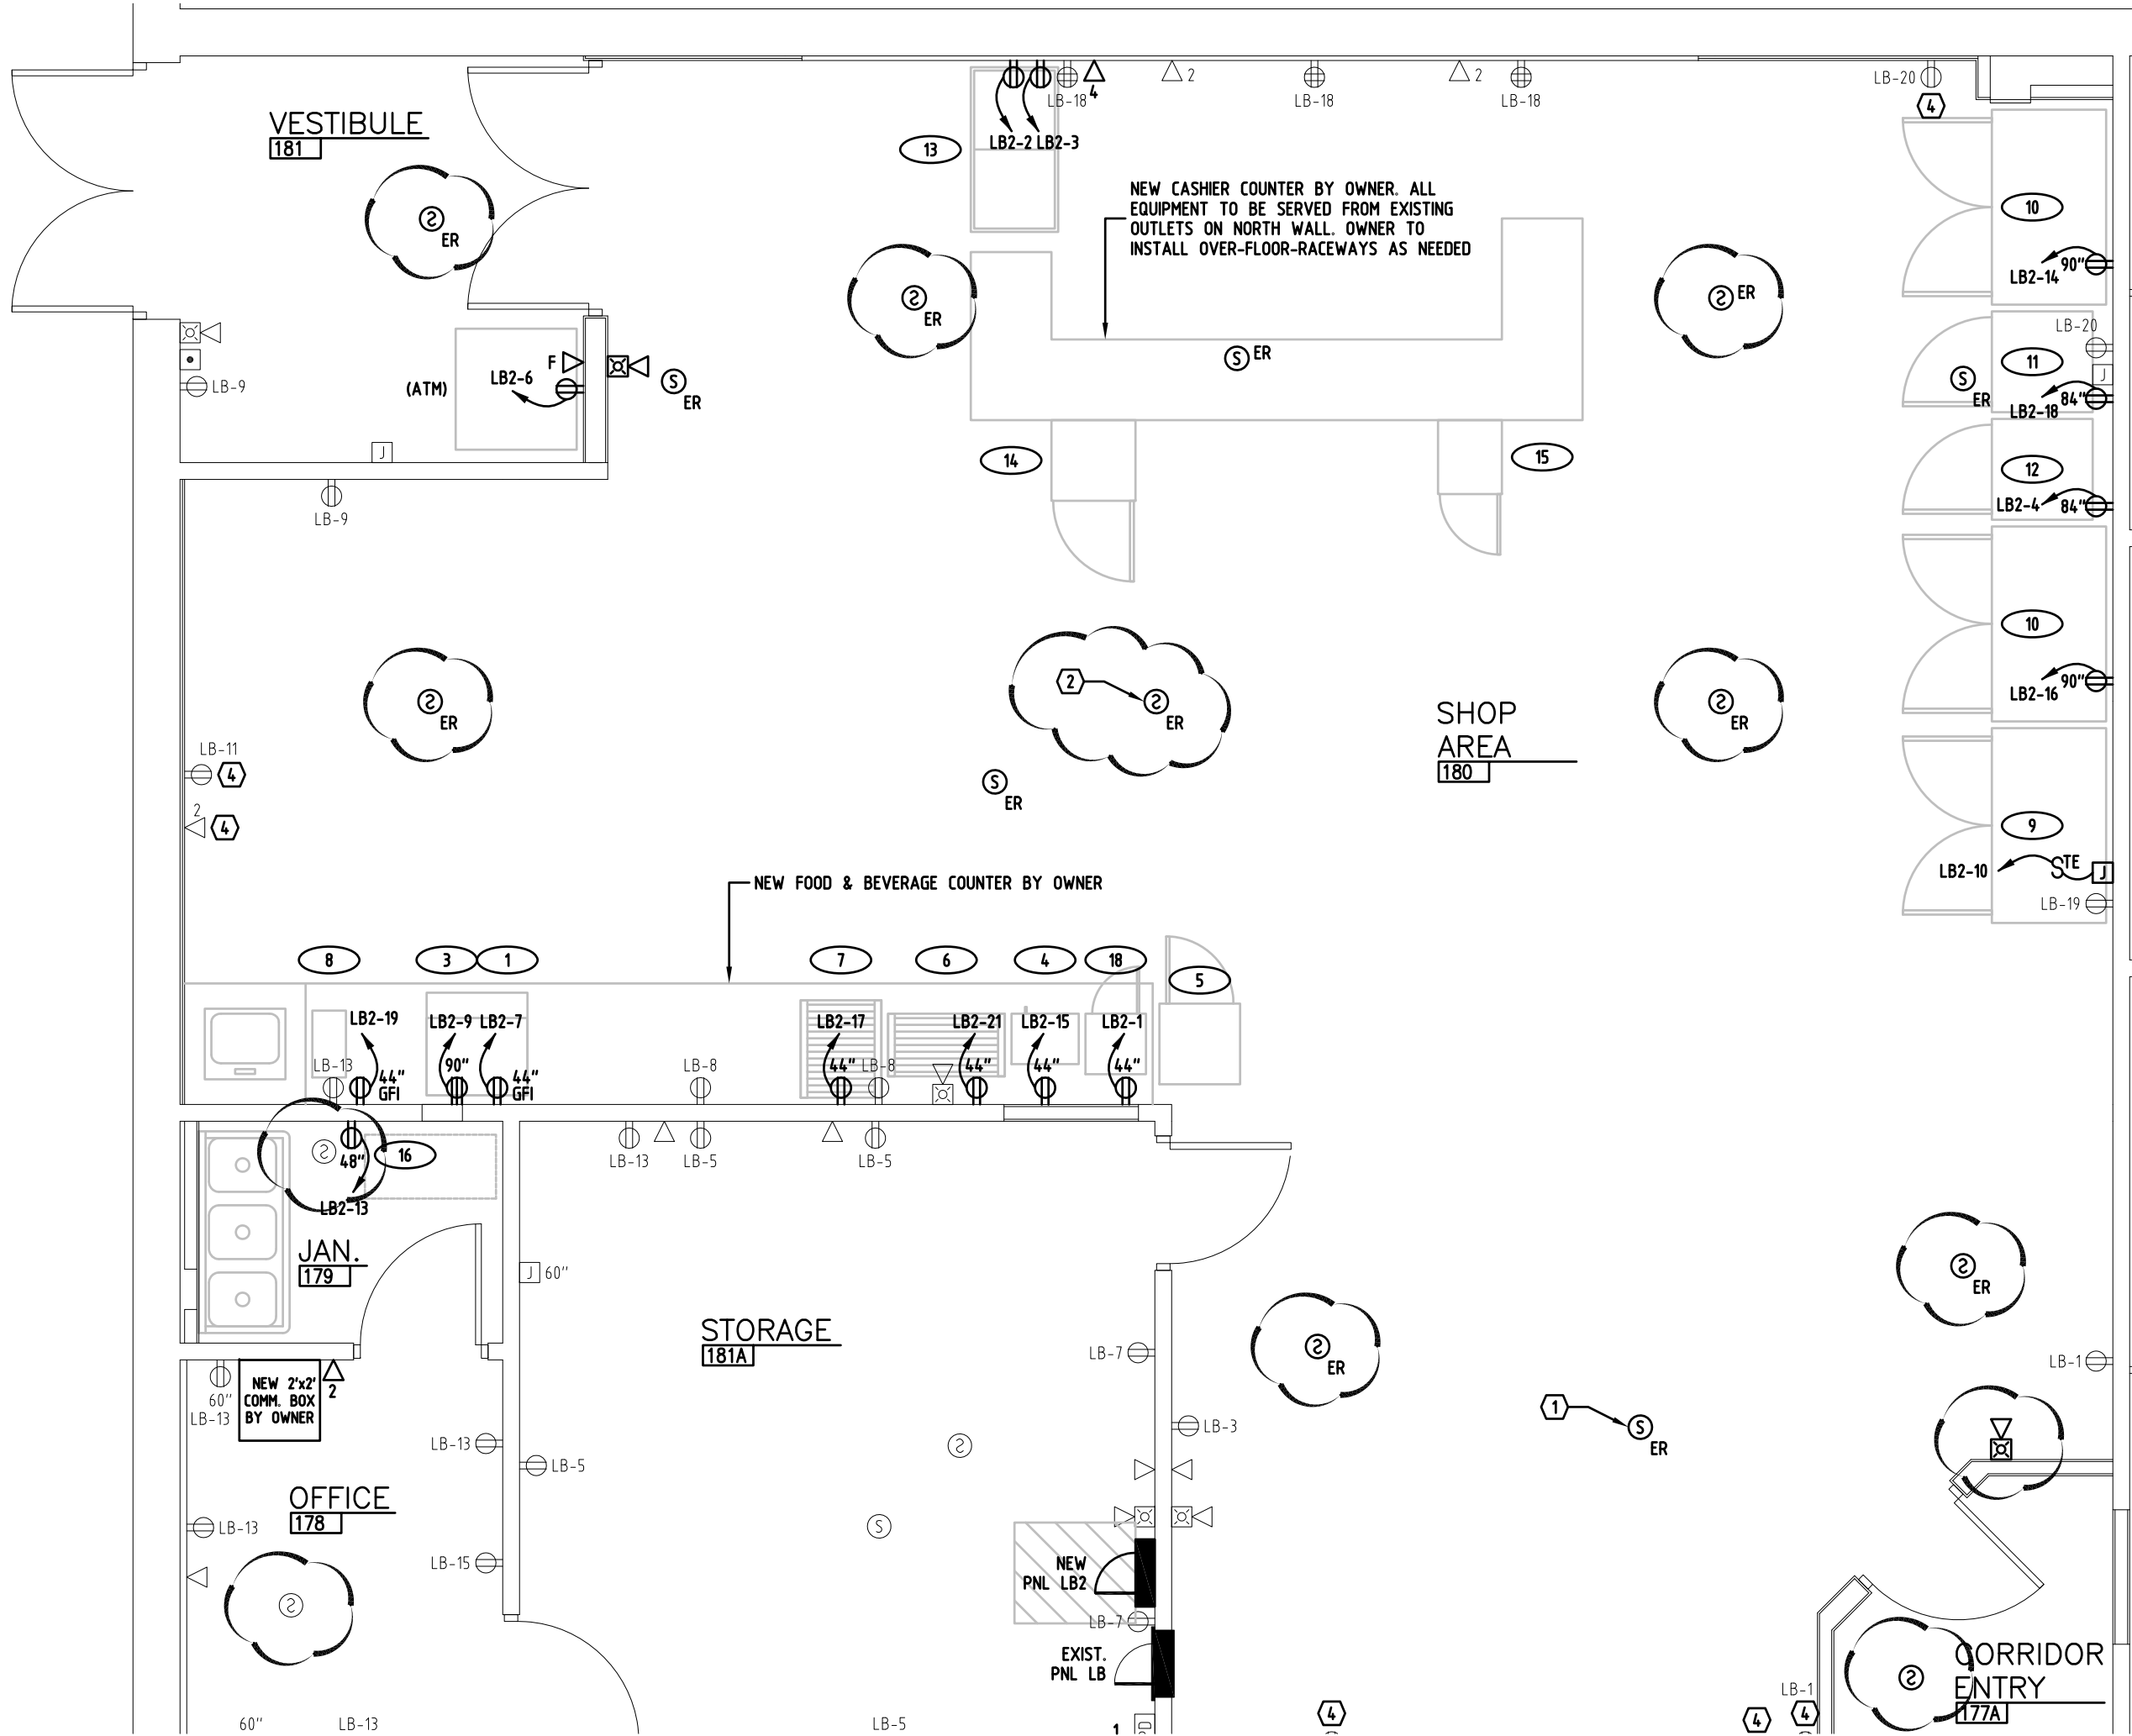 VESTIBULE
181
ER
LB-9
J
(ATM)
LB2-6
F
S
ER
LB-9
LB-18
4
2
LB-18
2
LB-18
LB-20
4
LB2-2 LB2-3
13
NEW CASHIER COUNTER BY OWNER. ALL
EQUIPMENT TO BE SERVED FROM EXISTING
OUTLETS ON NORTH WALL. OWNER TO
INSTALL OVER-FLOOR-RACEWAYS AS NEEDED
ER
ER
S ER
14
15
10
90"
LB2-14
LB-20
11
J
S
ER
84"
LB2-18
12
LB2-4
84"
10
90"
LB2-16
9
TE
S
LB2-10
J
LB-19
ER
2
ER
ER
SHOP
AREA
180
S
ER
LB-11
4
2
4
NEW FOOD & BEVERAGE COUNTER BY OWNER
8
3
1
7
6
4
18
5
LB2-19
LB2-9
LB2-7
LB2-17
LB2-21
LB2-15
LB2-1
LB-13
44"
GFI
90"
44"
GFI
LB-8
44"
LB-8
44"
44"
44"
48"
16
LB2-13
LB-13
LB-5
LB-5
JAN.
179
J 60"
STORAGE
181A
LB-7
ER
ER
LB-1
NEW 2'x2'
COMM. BOX
BY OWNER
2
60"
LB-13
LB-13
LB-5
LB-3
1
S
ER
OFFICE
178
LB-13
LB-15
S
NEW
PNL LB2
LB-7
EXIST.
PNL LB
CORRIDOR
ENTRY
177A
LB-1
4
4
4
60"
LB-13
LB-5
1